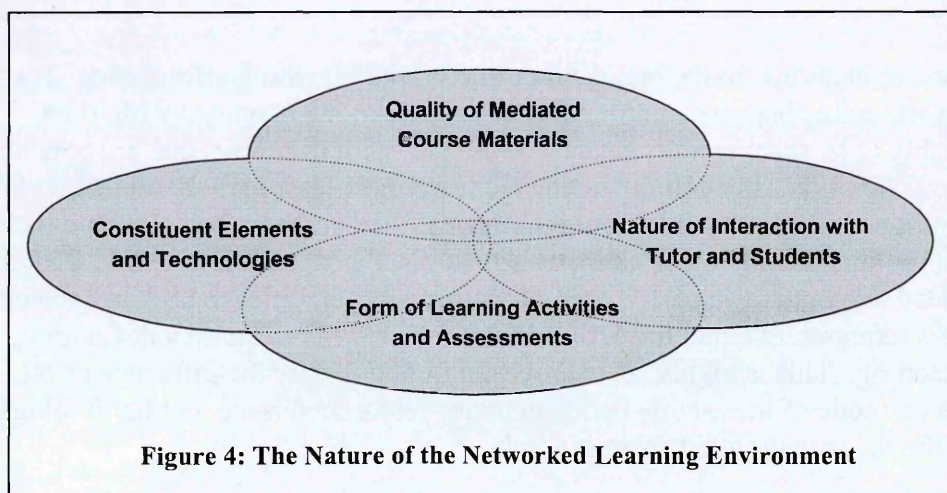 Quality of Mediated
Course Materials
Constituent Elements
and Technologies
Nature of Interaction with
Tutor and Students
Form of Learning Activities
and Assessments
Figure 4: The Nature of the Networked Learning Environment